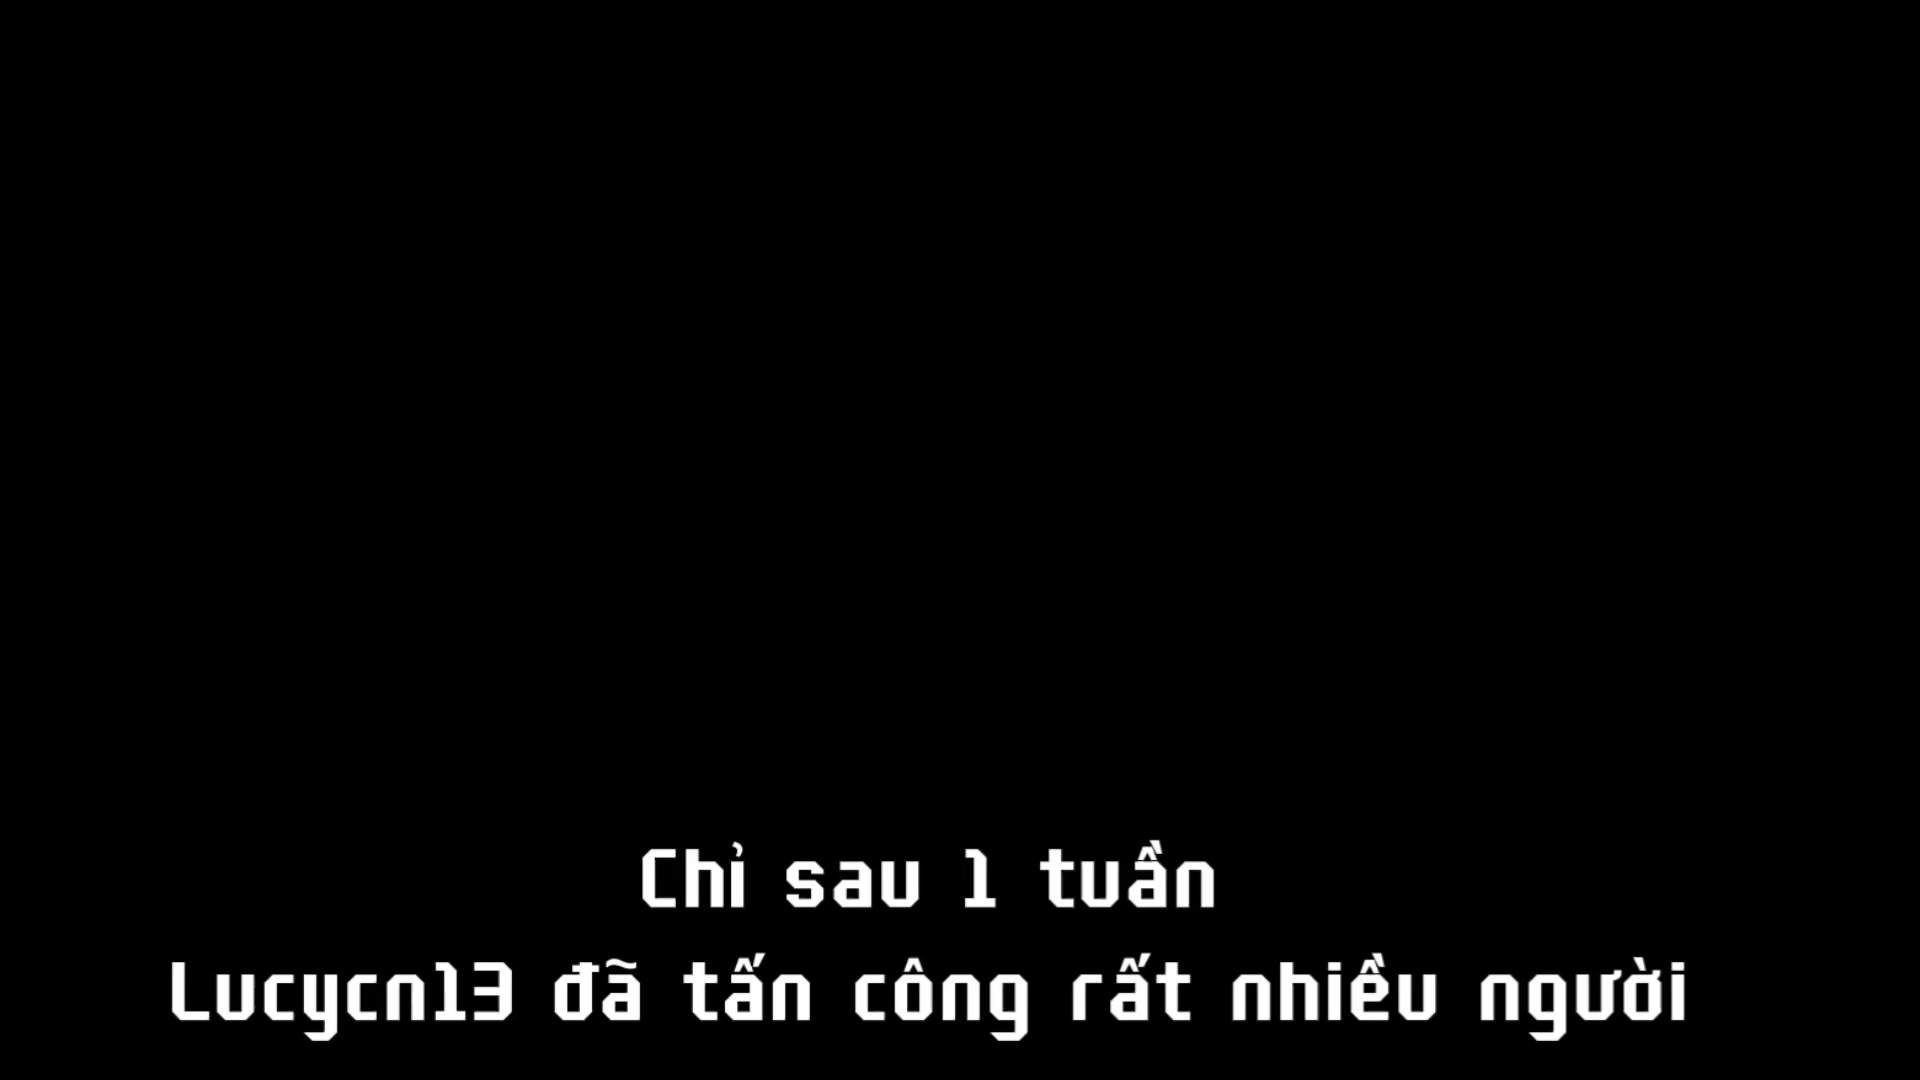 Chỉ sau 1 tuần
Lucycn13 đã tấn công rất nhiều người